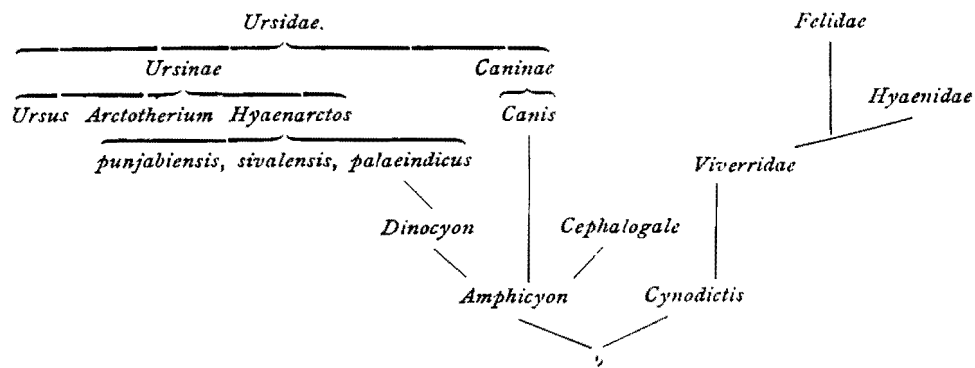 Ursidae. Felidae
Ursinae Caninae
Ursus Arctotherium Hyaenarctos Canis Hyaenidae
punjabiensis, sivalensis, palaeindicus Viverridae
Dinocyon Cephalogale
Amphicyon Cynodictis
?